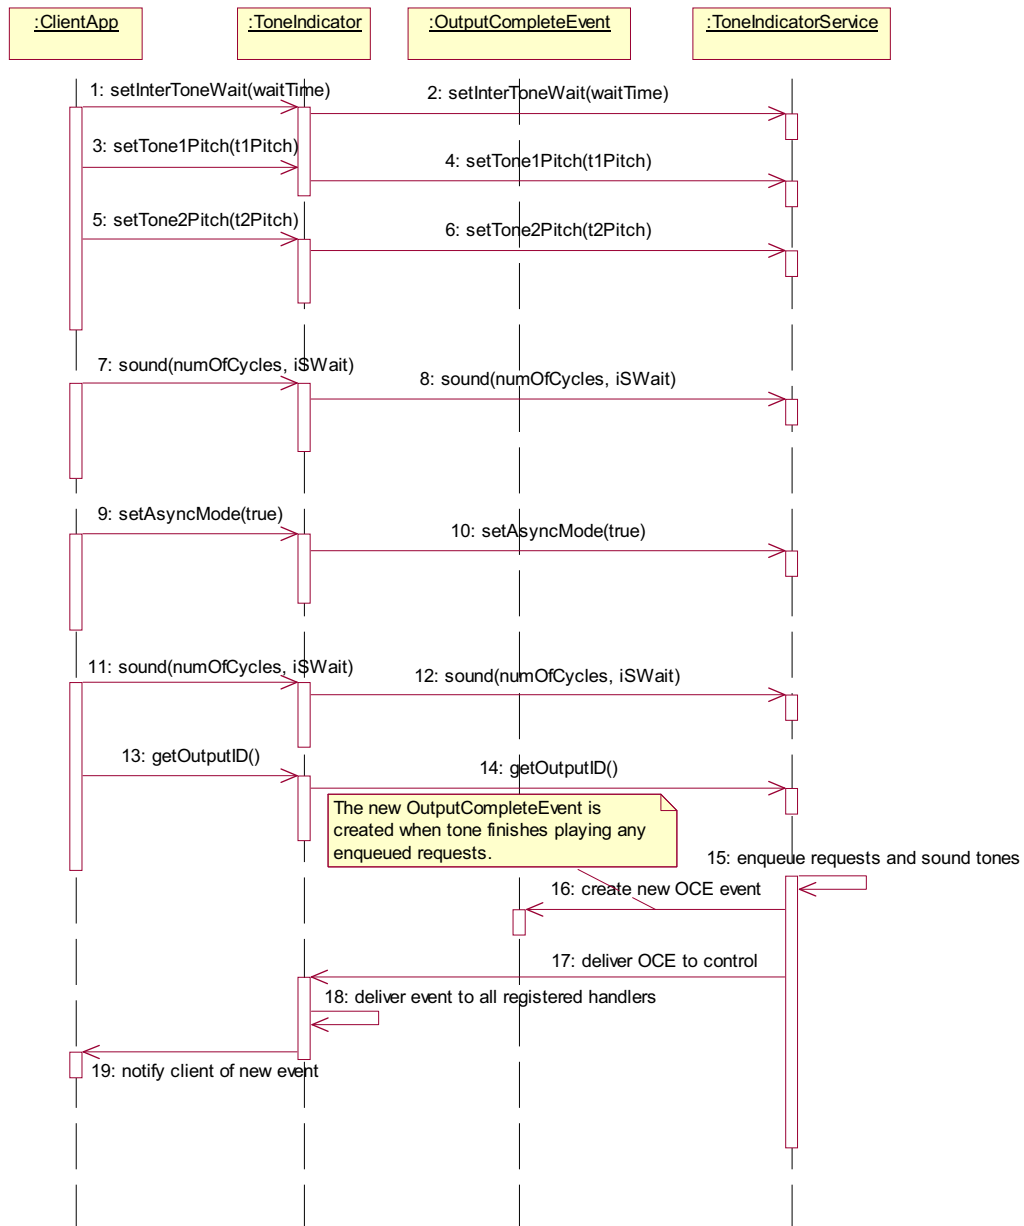 :ClientApp
:ToneIndicator
:OutputCompleteEvent
:ToneIndicatorService
1: setInterToneWait(waitTime)
2: setInterToneWait(waitTime)
3: setTone1Pitch(t1Pitch)
4: setTone1Pitch(t1Pitch)
5: setTone2Pitch(t2Pitch)
6: setTone2Pitch(t2Pitch)
7: sound(numOfCycles, iSWait)
8: sound(numOfCycles, iSWait)
9: setAsyncMode(true)
10: setAsyncMode(true)
11: sound(numOfCycles, iSWait)
12: sound(numOfCycles, iSWait)
13: getOutputID()
14: getOutputID()
The new OutputCompleteEvent is
created when tone finishes playing any
enqueued requests.
15: enqueue requests and sound tones
16: create new OCE event
17: deliver OCE to control
18: deliver event to all registered handlers
19: notify client of new event